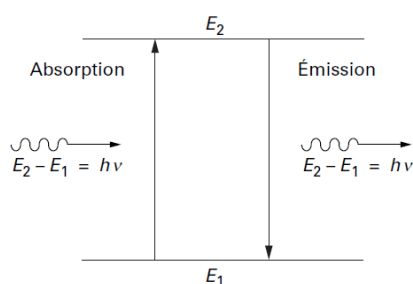 E₂
Absorption
Émission
E₂ – E₁ = hν
E₂ – E₁ = hν
E₁